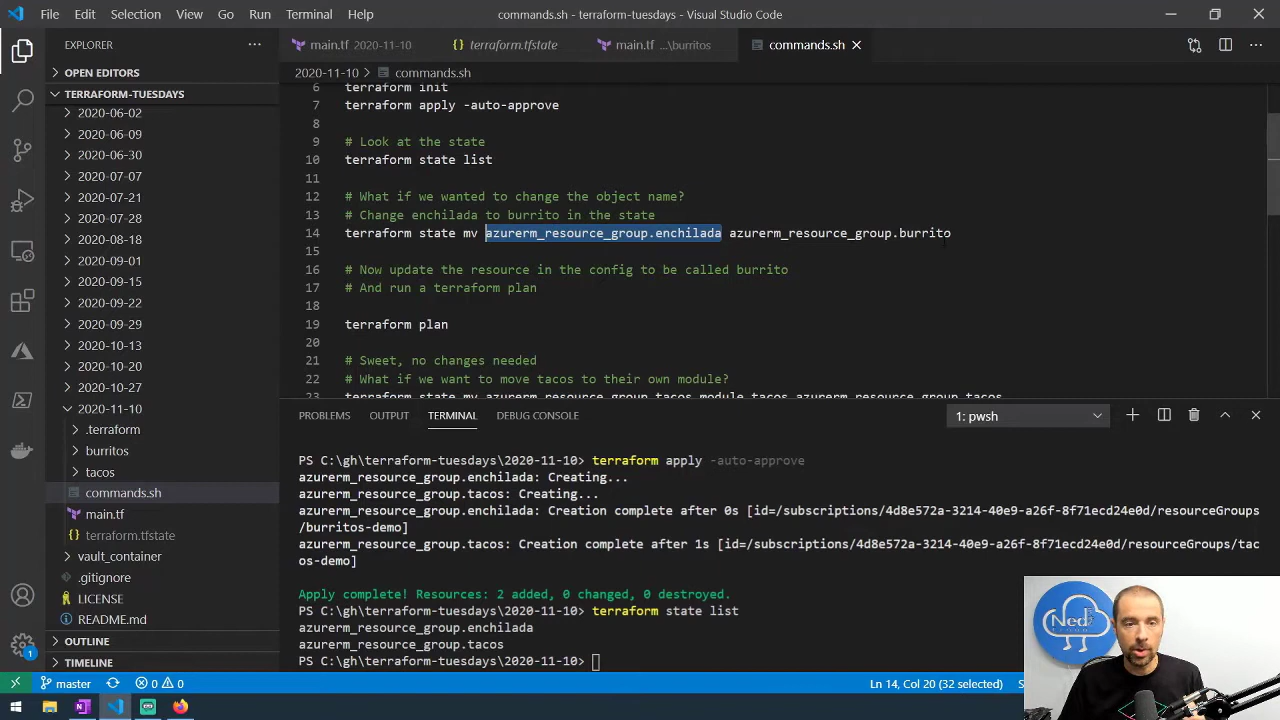 File Edit Selection View Go Run Terminal Help commands.sh - terraform-tuesdays - Visual Studio Code
EXPLORER
main.tf 2020-11-10
terraform.tfstate
main.tf ...\burritos
commands.sh
OPEN EDITORS
TERRAFORM-TUESDAYS
2020-06-02
2020-06-09
2020-06-30
2020-07-07
2020-07-21
2020-07-28
2020-08-18
2020-09-01
2020-09-15
2020-09-22
2020-09-29
2020-10-13
2020-10-20
2020-10-27
2020-11-10
.terraform
burritos
tacos
commands.sh
main.tf
terraform.tfstate
vault_container
.gitignore
LICENSE
README.md
OUTLINE
TIMELINE
2020-11-10 > commands.sh
6 terraform init
7 terraform apply -auto-approve
8
9 # Look at the state
10 terraform state list
11
12 # What if we wanted to change the object name?
13 # Change enchilada to burrito in the state
14 terraform state mv azurerm_resource_group.enchilada azurerm_resource_group.burrito
15
16 # Now update the resource in the config to be called burrito
17 # And run a terraform plan
18
19 terraform plan
20
21 # Sweet, no changes needed
22 # What if we want to move tacos to their own module?
23 terraform state mv azurerm_resource_group.tacos module.tacos.azurerm_resource_group.tacos
PROBLEMS OUTPUT TERMINAL DEBUG CONSOLE 1: pwsh
PS C:\gh\terraform-tuesdays\2020-11-10> terraform apply -auto-approve
azurerm_resource_group.enchilada: Creating...
azurerm_resource_group.tacos: Creating...
azurerm_resource_group.enchilada: Creation complete after 0s [id=/subscriptions/4d8e572a-3214-40e9-a26f-8f71ecd24e0d/resourceGroups
/burritos-demo]
azurerm_resource_group.tacos: Creation complete after 1s [id=/subscriptions/4d8e572a-3214-40e9-a26f-8f71ecd24e0d/resourceGroups/tac
os-demo]
Apply complete! Resources: 2 added, 0 changed, 0 destroyed.
PS C:\gh\terraform-tuesdays\2020-11-10> terraform state list
azurerm_resource_group.enchilada
azurerm_resource_group.tacos
PS C:\gh\terraform-tuesdays\2020-11-10>
1
master 0 0 Ln 14, Col 20 (32 selected)